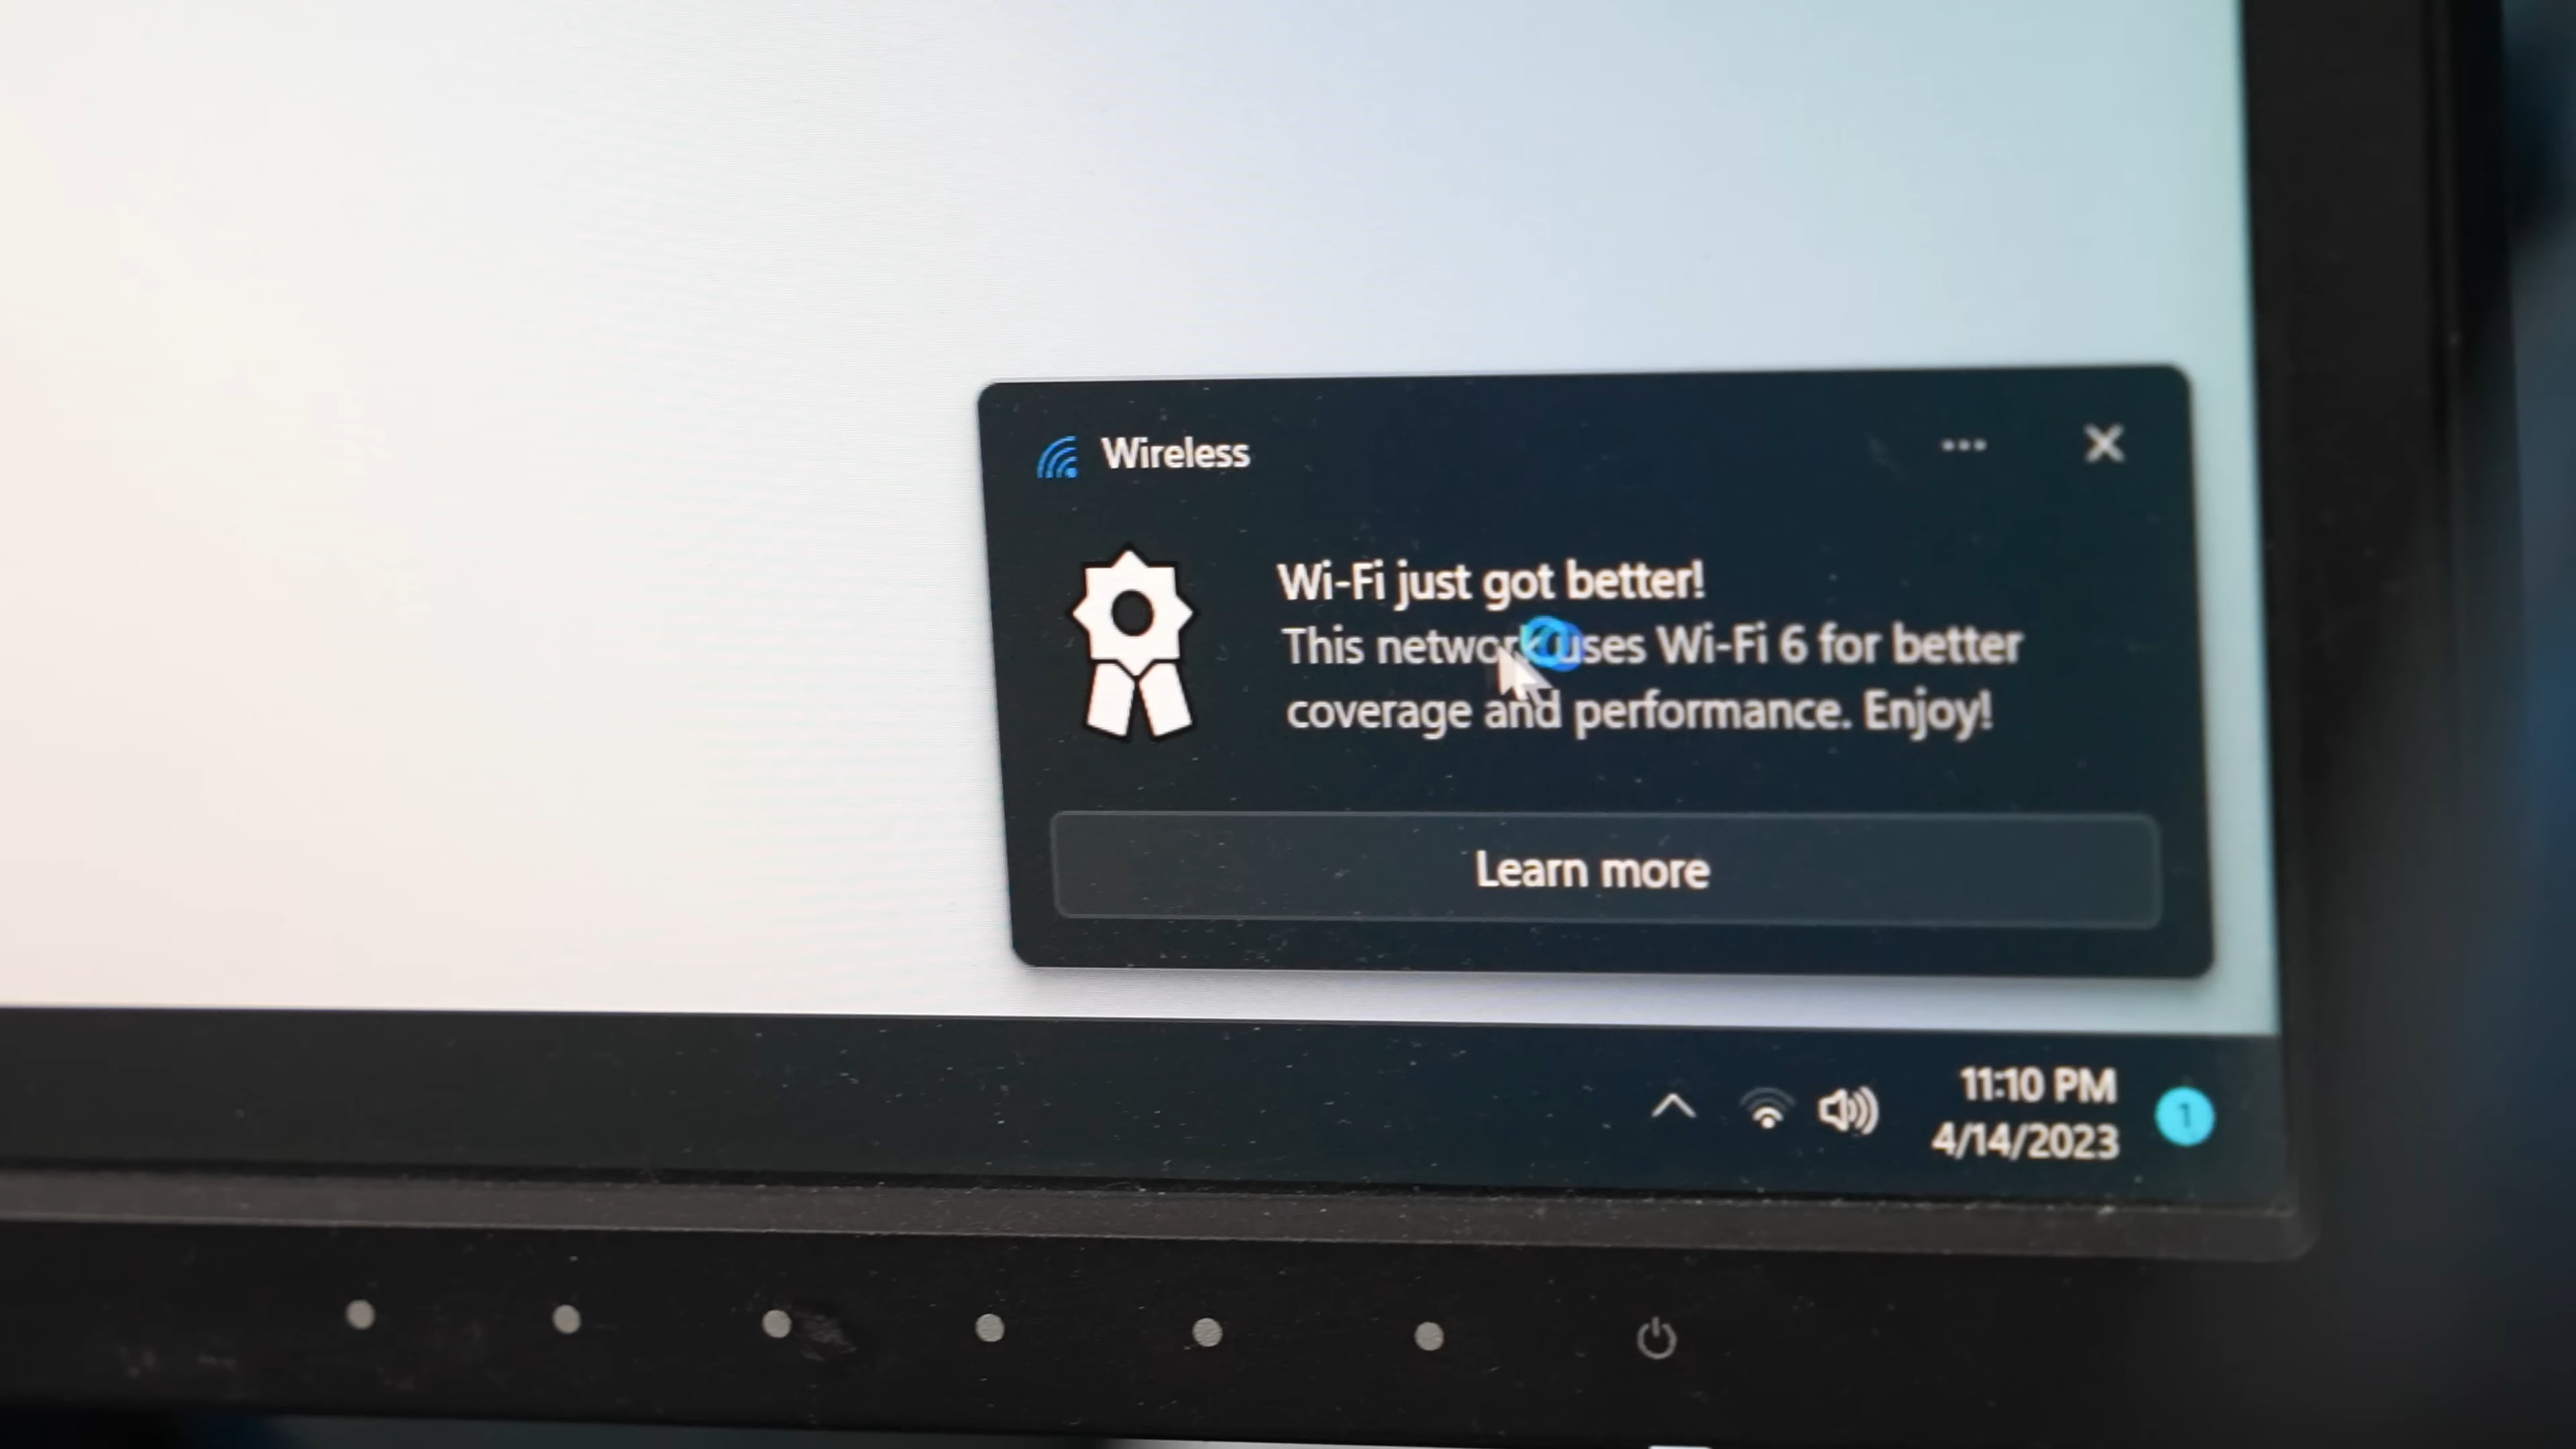 Wireless
Wi-Fi just got better!
This network uses Wi-Fi 6 for better
coverage and performance. Enjoy!
Learn more
11:10 PM
4/14/2023
1